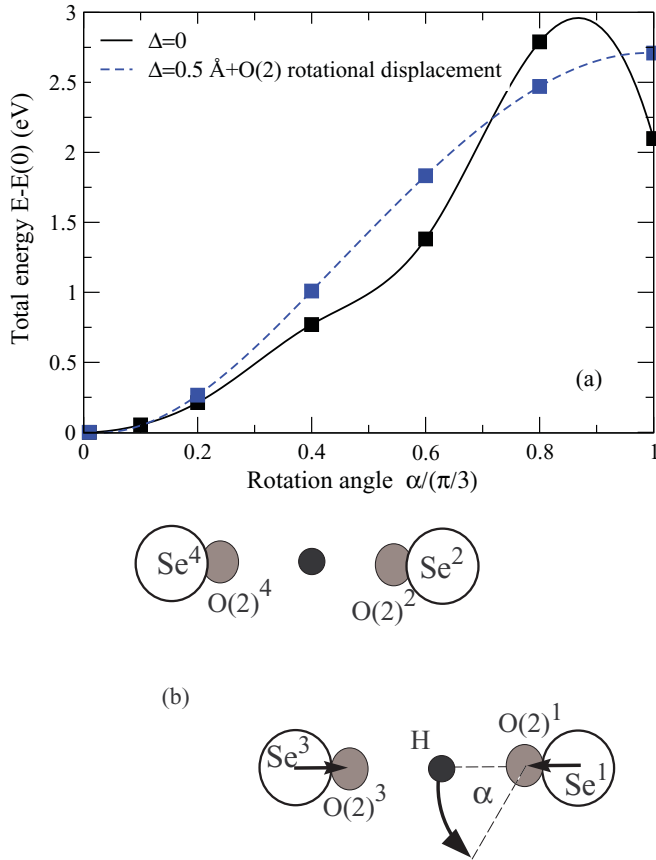 3
2.5
2
1.5
1
0.5
0
Total energy E-E(0) (eV)
Δ=0
Δ=0.5 Å+O(2) rotational displacement
(a)
0 0.2 0.4 0.6 0.8 1
Rotation angle α/(π/3)
Se⁴ Se²
O(2)⁴ O(2)²
(b)
O(2)¹
Se³ H
α Se¹
O(2)³